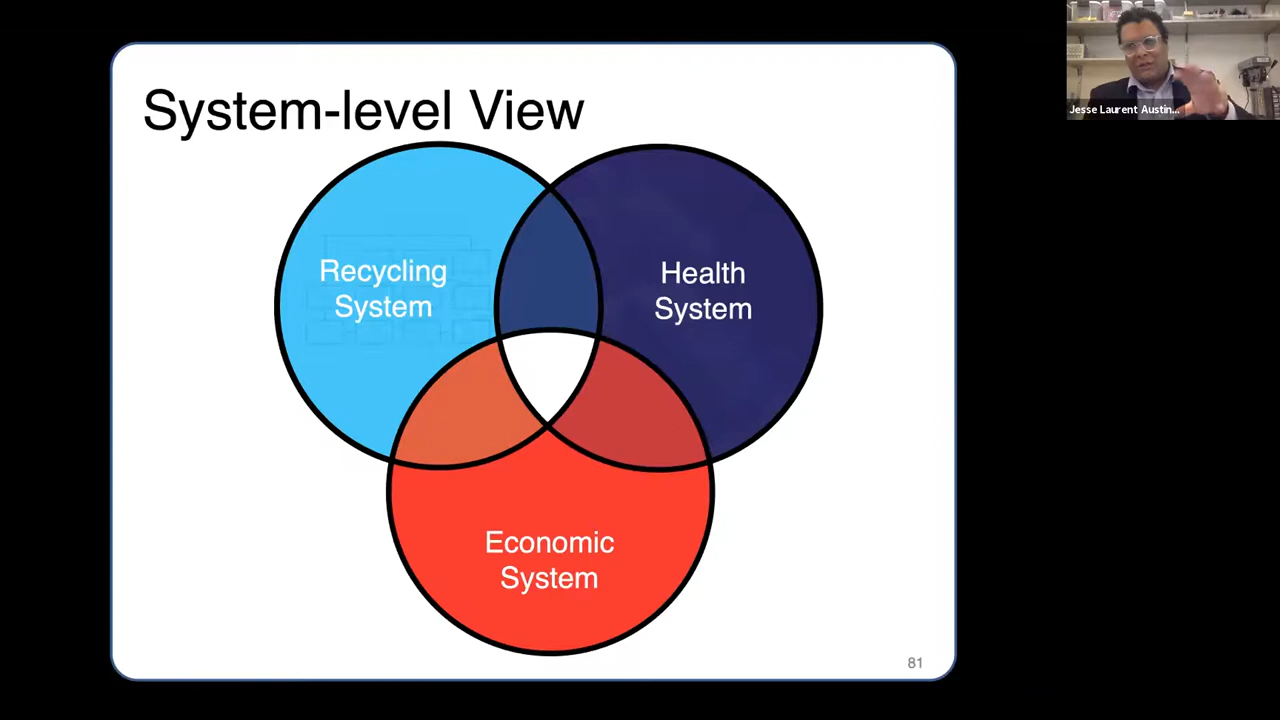 System-level View
Recycling
System
Health
System
Economic
System
81
Jesse Laurent Austin...